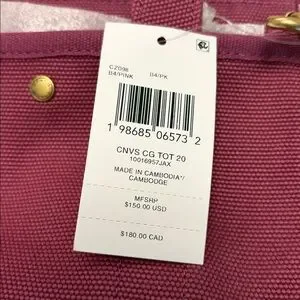 CZ098
B4/PINK B4/PK
1 98685 06573 2
CNVS CG TOT 20
10016957JAX
MADE IN CAMBODIA*/
CAMBODGE
MFSRP
$150.00 USD
$180.00 CAD